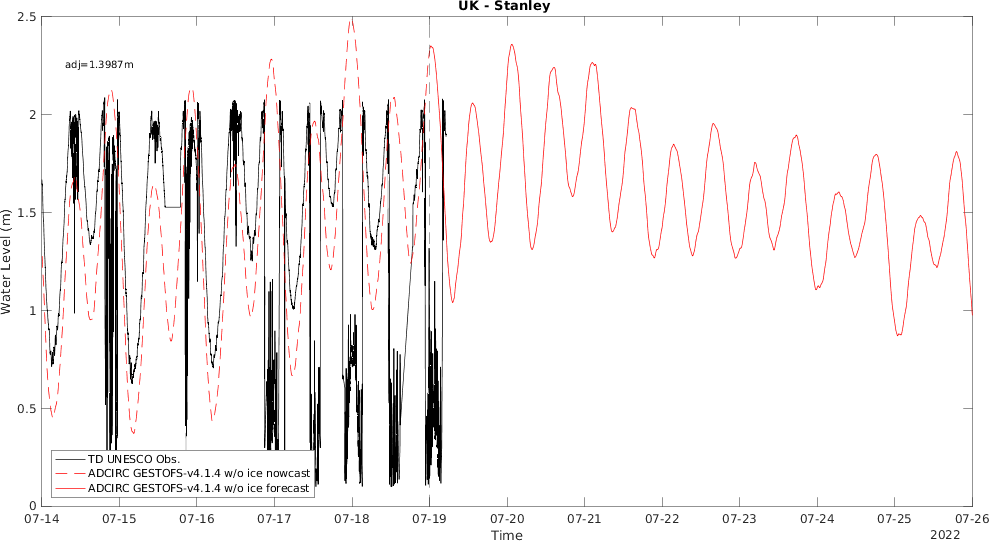 UK - Stanley
adj=1.3987m
2.5
2
1.5
1
0.5
0
Water Level (m)
TD UNESCO Obs.
ADCIRC GESTOFS-v4.1.4 w/o ice nowcast
ADCIRC GESTOFS-v4.1.4 w/o ice forecast
07-14 07-15 07-16 07-17 07-18 07-19 07-20 07-21 07-22 07-23 07-24 07-25 07-26
Time
2022